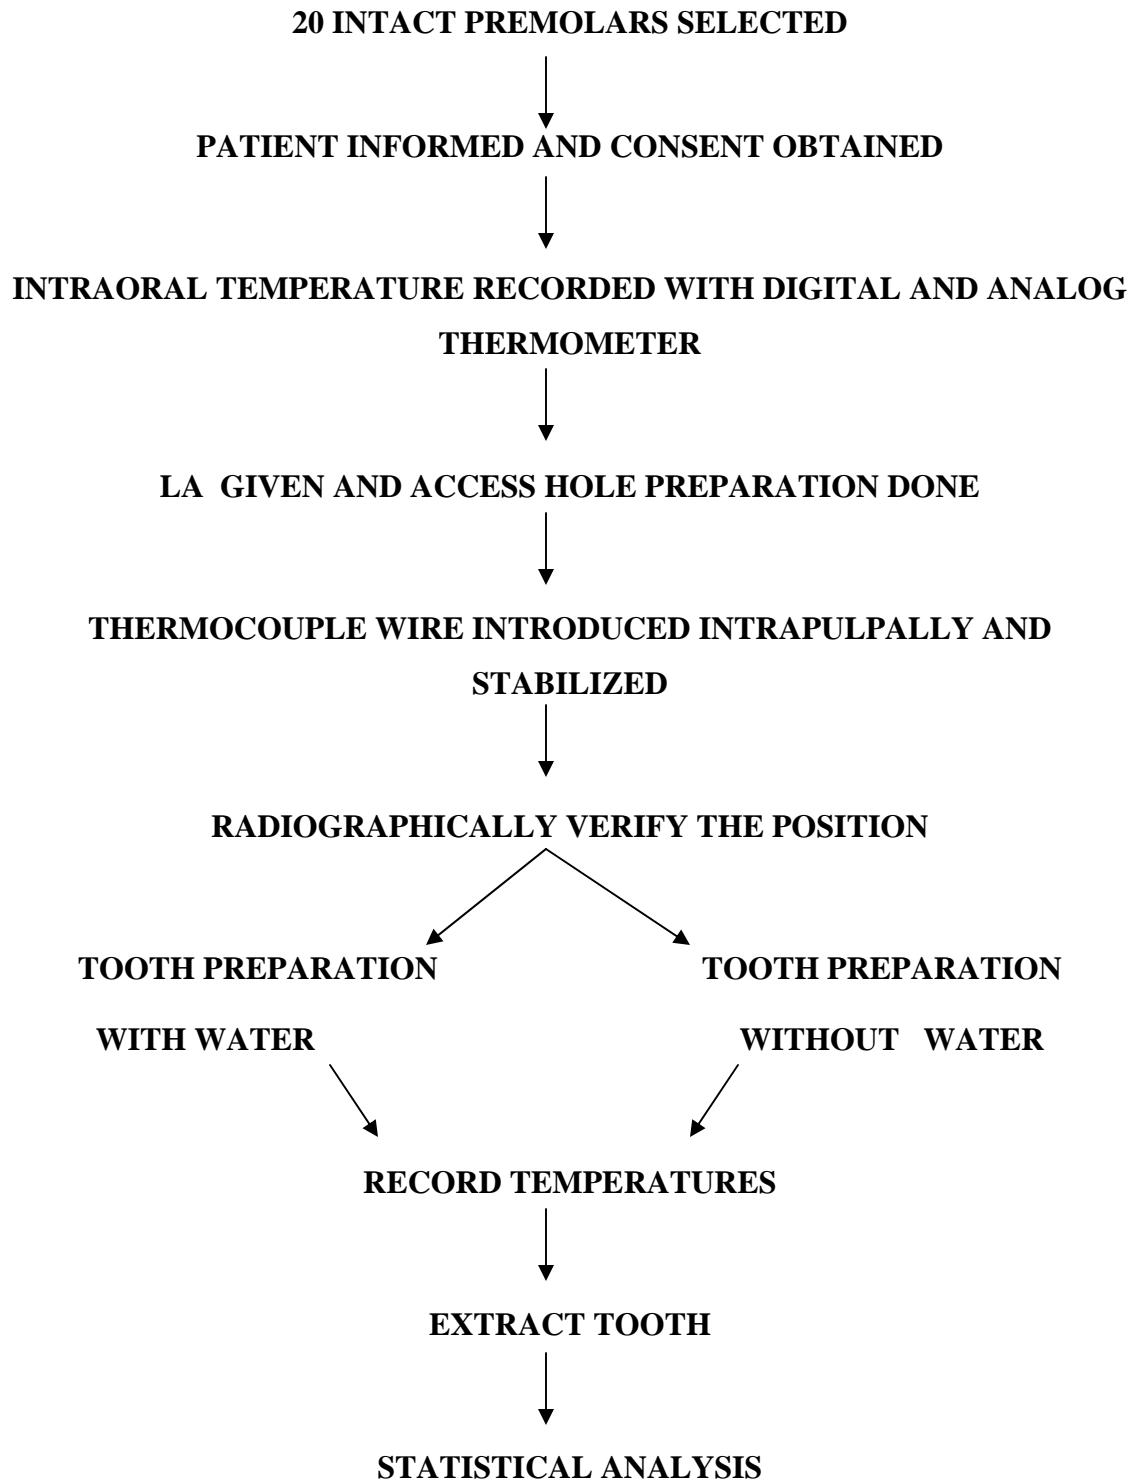 20 INTACT PREMOLARS SELECTED
PATIENT INFORMED AND CONSENT OBTAINED
INTRAORAL TEMPERATURE RECORDED WITH DIGITAL AND ANALOG
THERMOMETER
LA GIVEN AND ACCESS HOLE PREPARATION DONE
THERMOCOUPLE WIRE INTRODUCED INTRAPULPALLY AND
STABILIZED
RADIOGRAPHICALLY VERIFY THE POSITION
TOOTH PREPARATION TOOTH PREPARATION
WITH WATER WITHOUT WATER
RECORD TEMPERATURES
EXTRACT TOOTH
STATISTICAL ANALYSIS